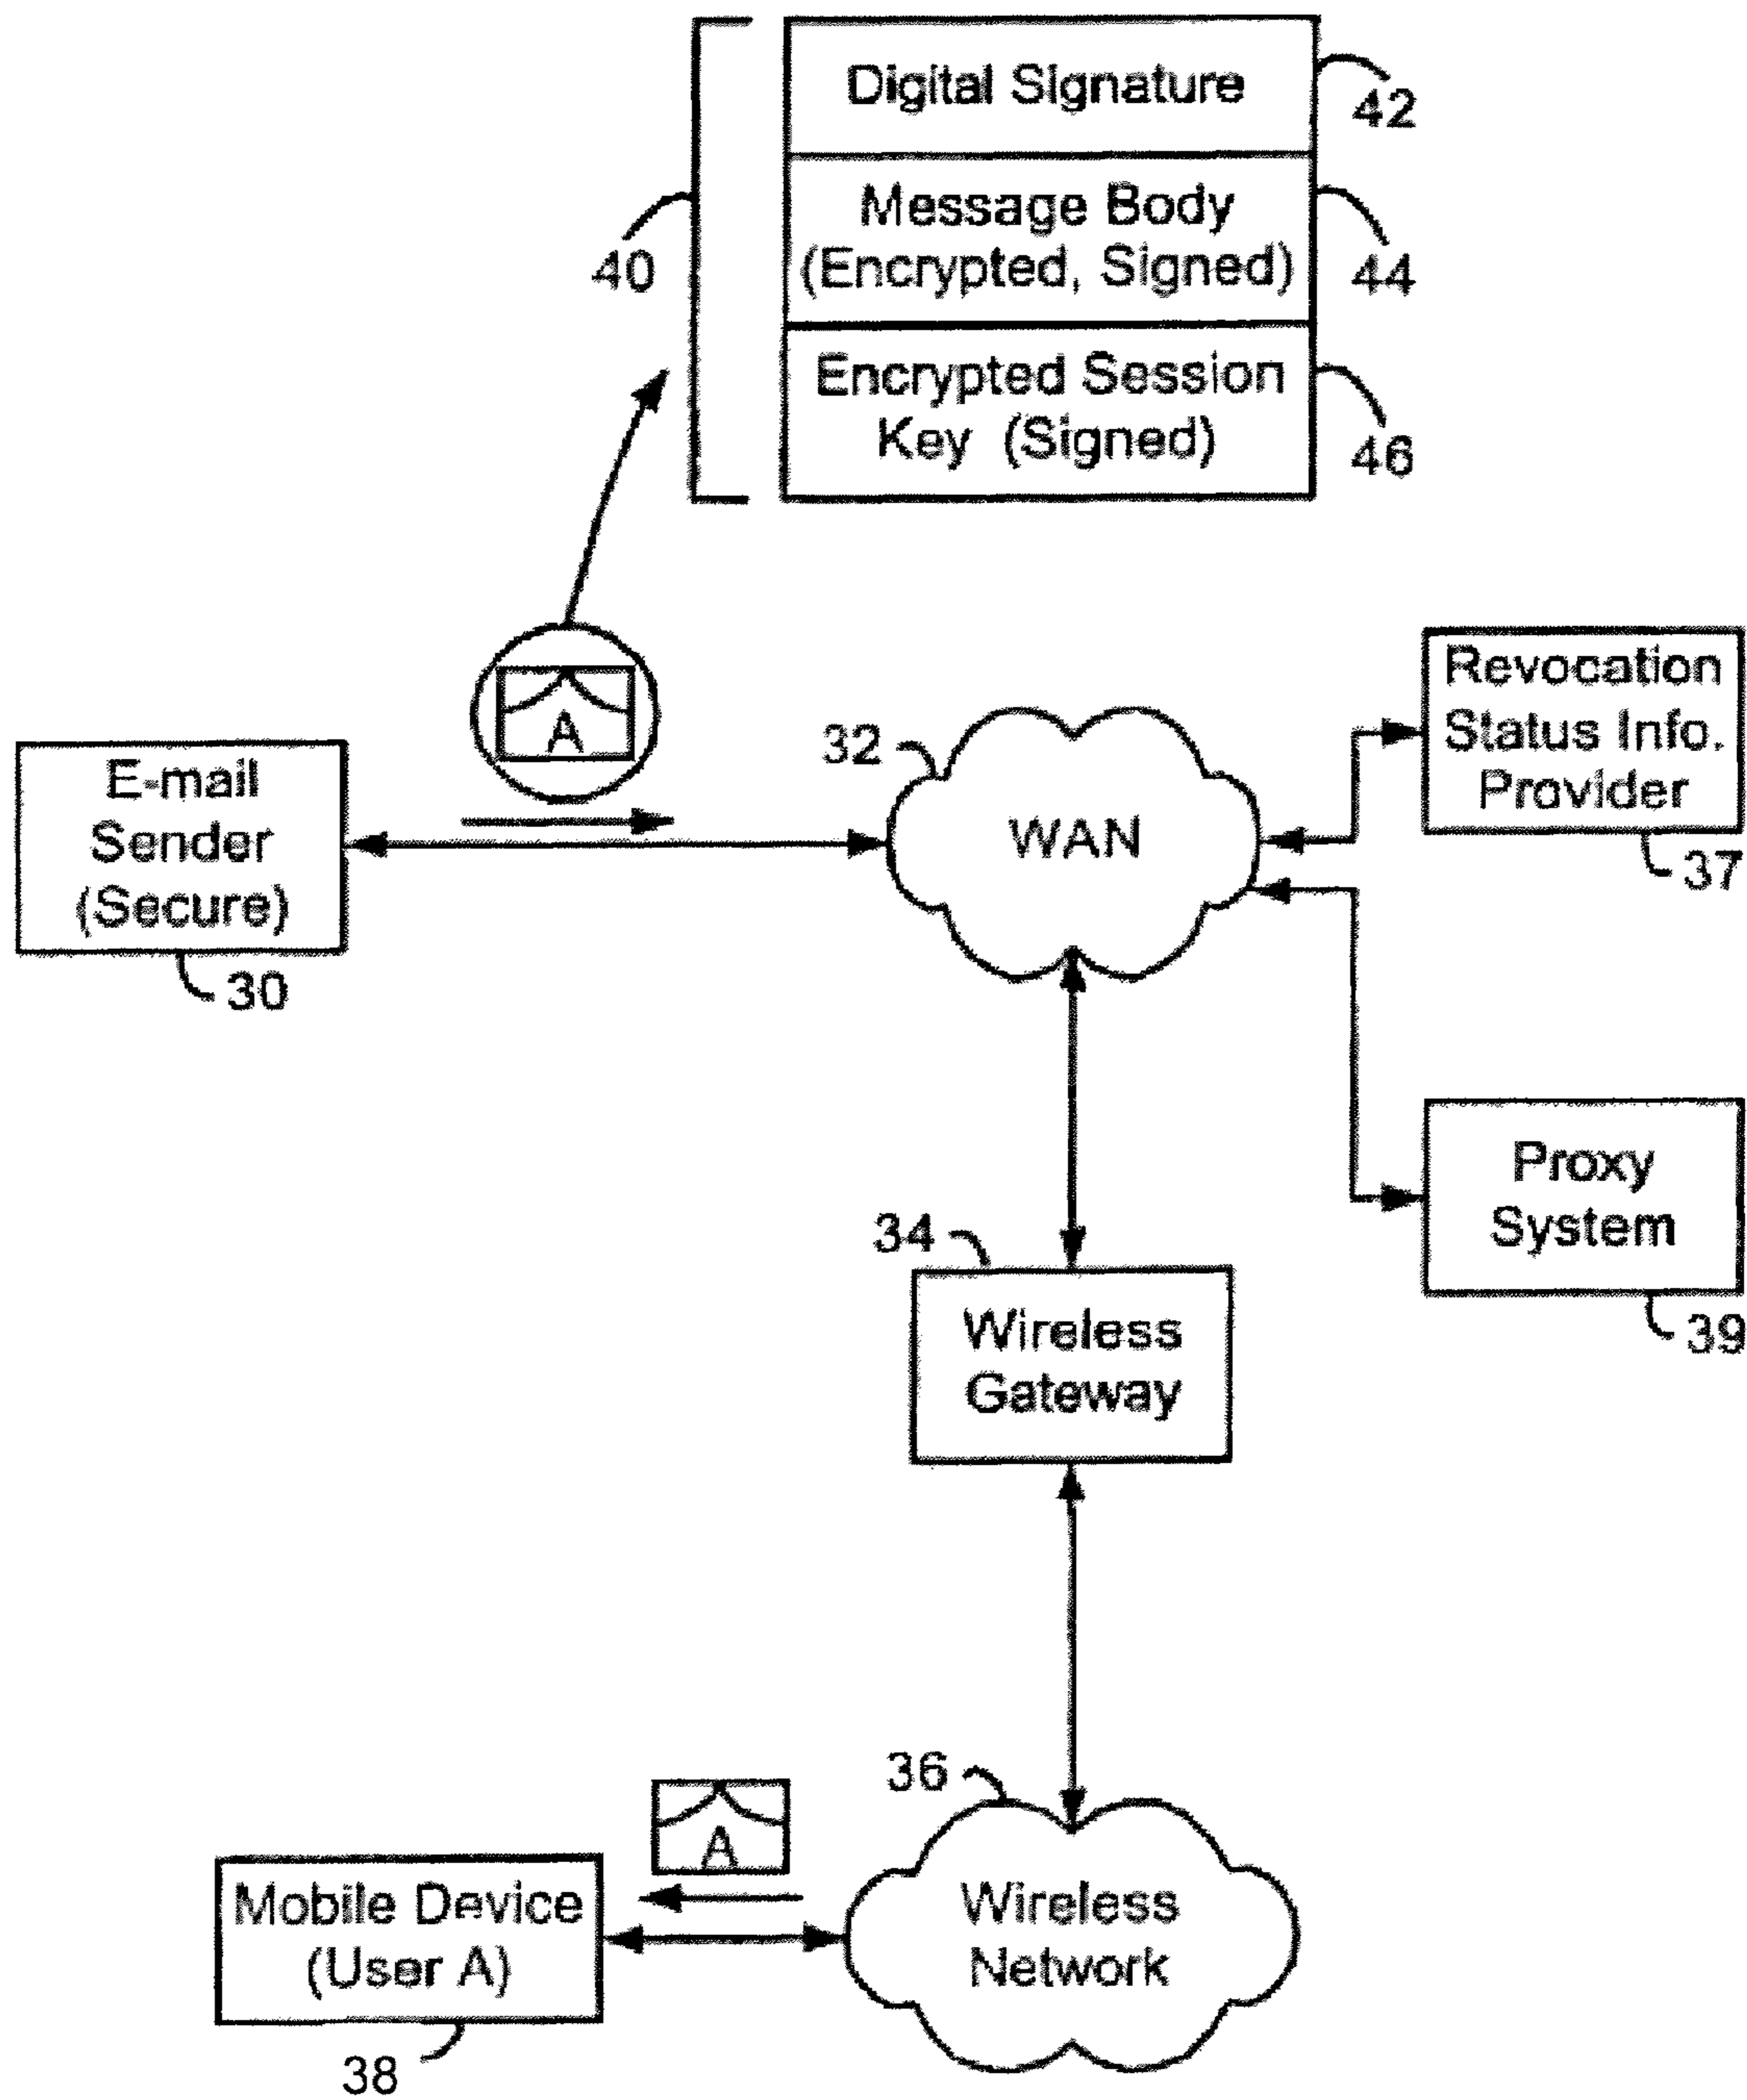 Digital Signature
42
Message Body
(Encrypted, Signed)
44
40
Encrypted Session
Key (Signed)
46
A
E-mail
Sender
(Secure)
30
32
WAN
Revocation
Status Info.
Provider
37
Proxy
System
39
34
Wireless
Gateway
36
A
Mobile Device
(User A)
38
Wireless
Network